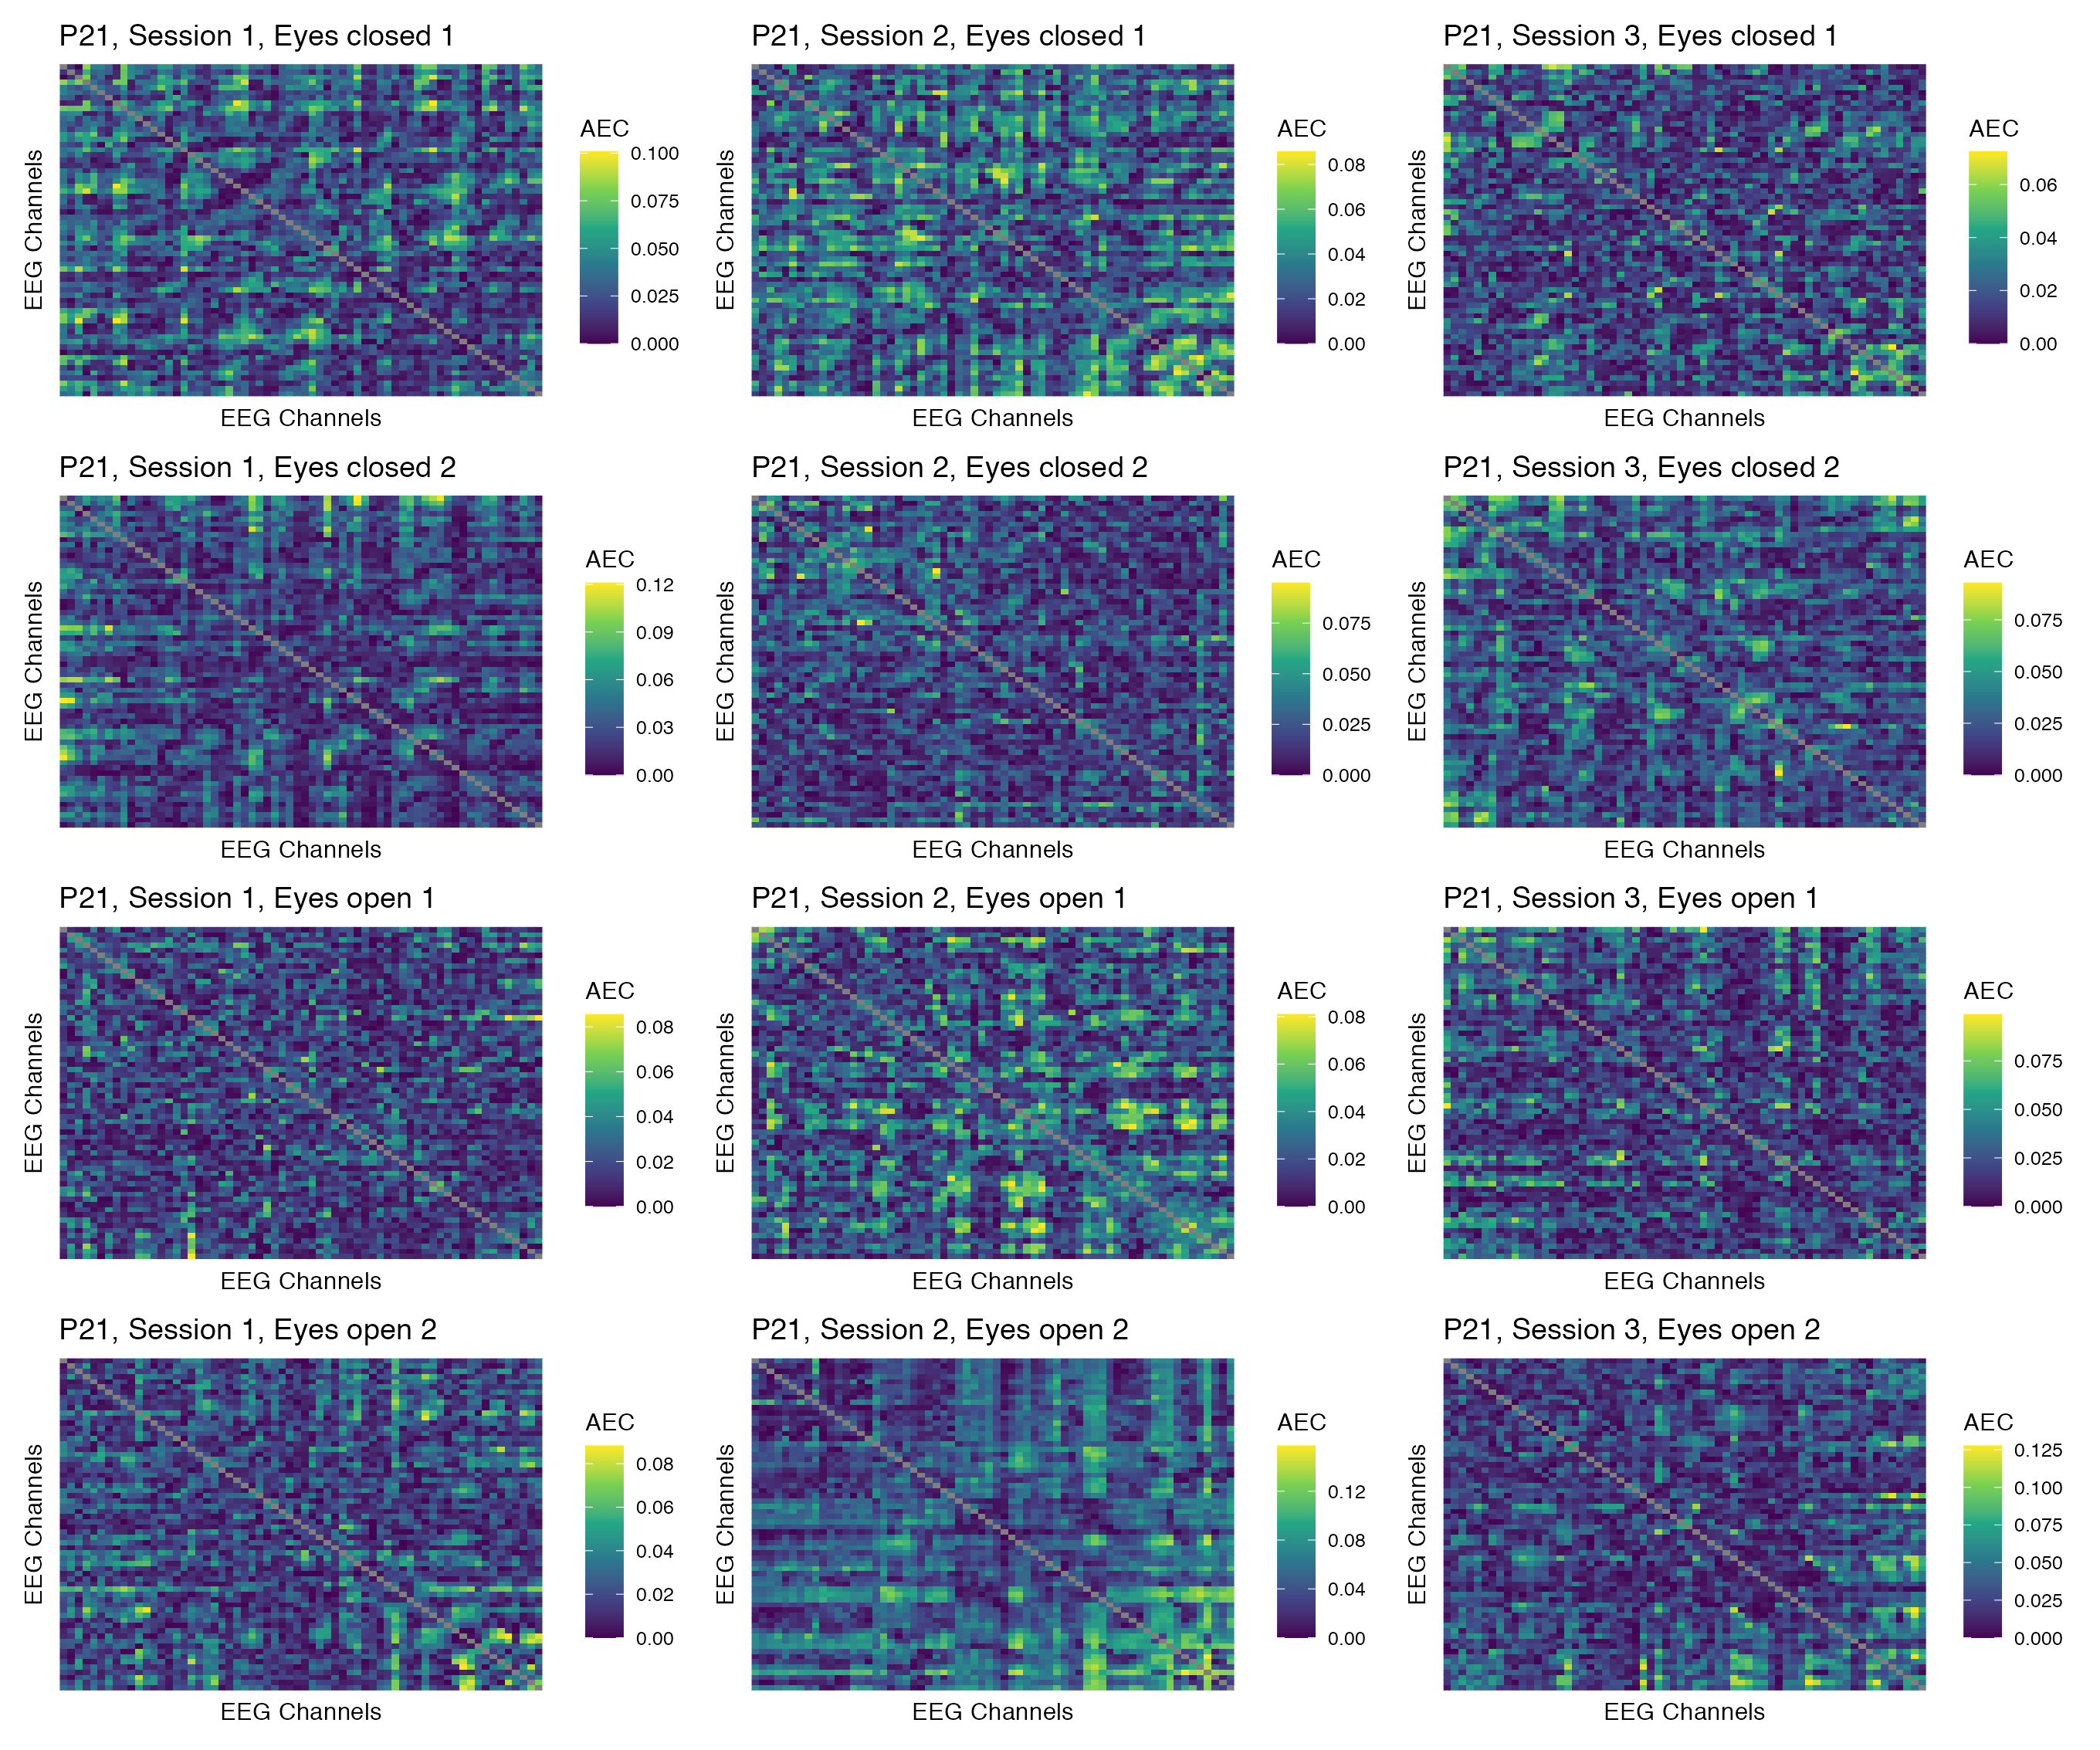 P21, Session 1, Eyes closed 1
EEG Channels
EEG Channels
AEC
0.100
0.075
0.050
0.025
0.000
P21, Session 2, Eyes closed 1
EEG Channels
EEG Channels
AEC
0.08
0.06
0.04
0.02
0.00
P21, Session 3, Eyes closed 1
EEG Channels
EEG Channels
AEC
0.06
0.04
0.02
0.00
P21, Session 1, Eyes closed 2
EEG Channels
EEG Channels
AEC
0.12
0.09
0.06
0.03
0.00
P21, Session 2, Eyes closed 2
EEG Channels
EEG Channels
AEC
0.075
0.050
0.025
0.000
P21, Session 3, Eyes closed 2
EEG Channels
EEG Channels
AEC
0.075
0.050
0.025
0.000
P21, Session 1, Eyes open 1
EEG Channels
EEG Channels
AEC
0.08
0.06
0.04
0.02
0.00
P21, Session 2, Eyes open 1
EEG Channels
EEG Channels
AEC
0.08
0.06
0.04
0.02
0.00
P21, Session 3, Eyes open 1
EEG Channels
EEG Channels
AEC
0.075
0.050
0.025
0.000
P21, Session 1, Eyes open 2
EEG Channels
EEG Channels
AEC
0.08
0.06
0.04
0.02
0.00
P21, Session 2, Eyes open 2
EEG Channels
EEG Channels
AEC
0.12
0.08
0.04
0.00
P21, Session 3, Eyes open 2
EEG Channels
EEG Channels
AEC
0.125
0.100
0.075
0.050
0.025
0.000